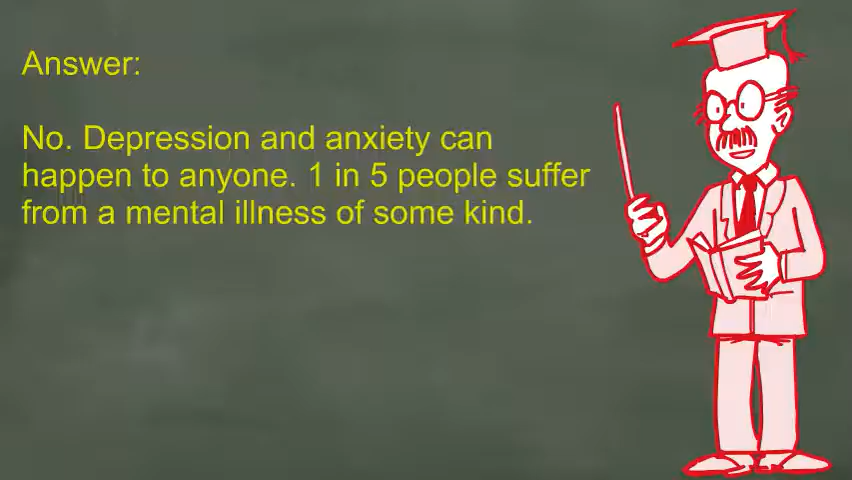 Answer:
No. Depression and anxiety can
happen to anyone. 1 in 5 people suffer
from a mental illness of some kind.